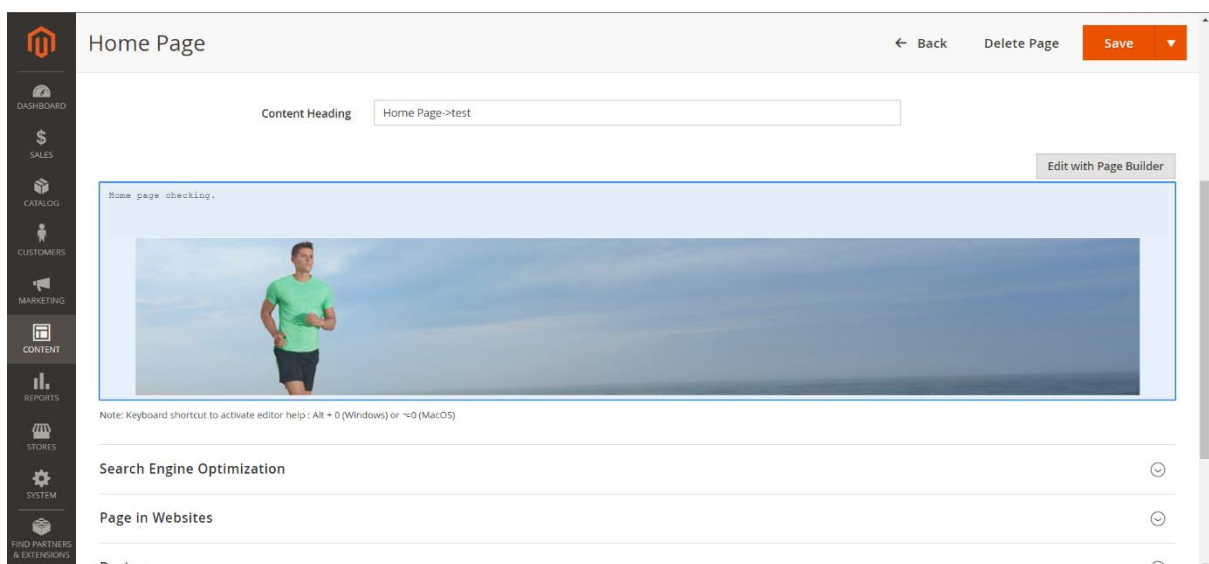 Home Page
← Back
Delete Page
Save
DASHBOARD
SALES
CATALOG
CUSTOMERS
MARKETING
CONTENT
REPORTS
STORES
SYSTEM
FIND PARTNERS
& EXTENSIONS
Content Heading
Home Page->test
Edit with Page Builder
Home page checking.
Note: Keyboard shortcut to activate editor help : Alt + 0 (Windows) or ⌥0 (MacOS)
Search Engine Optimization
Page in Websites